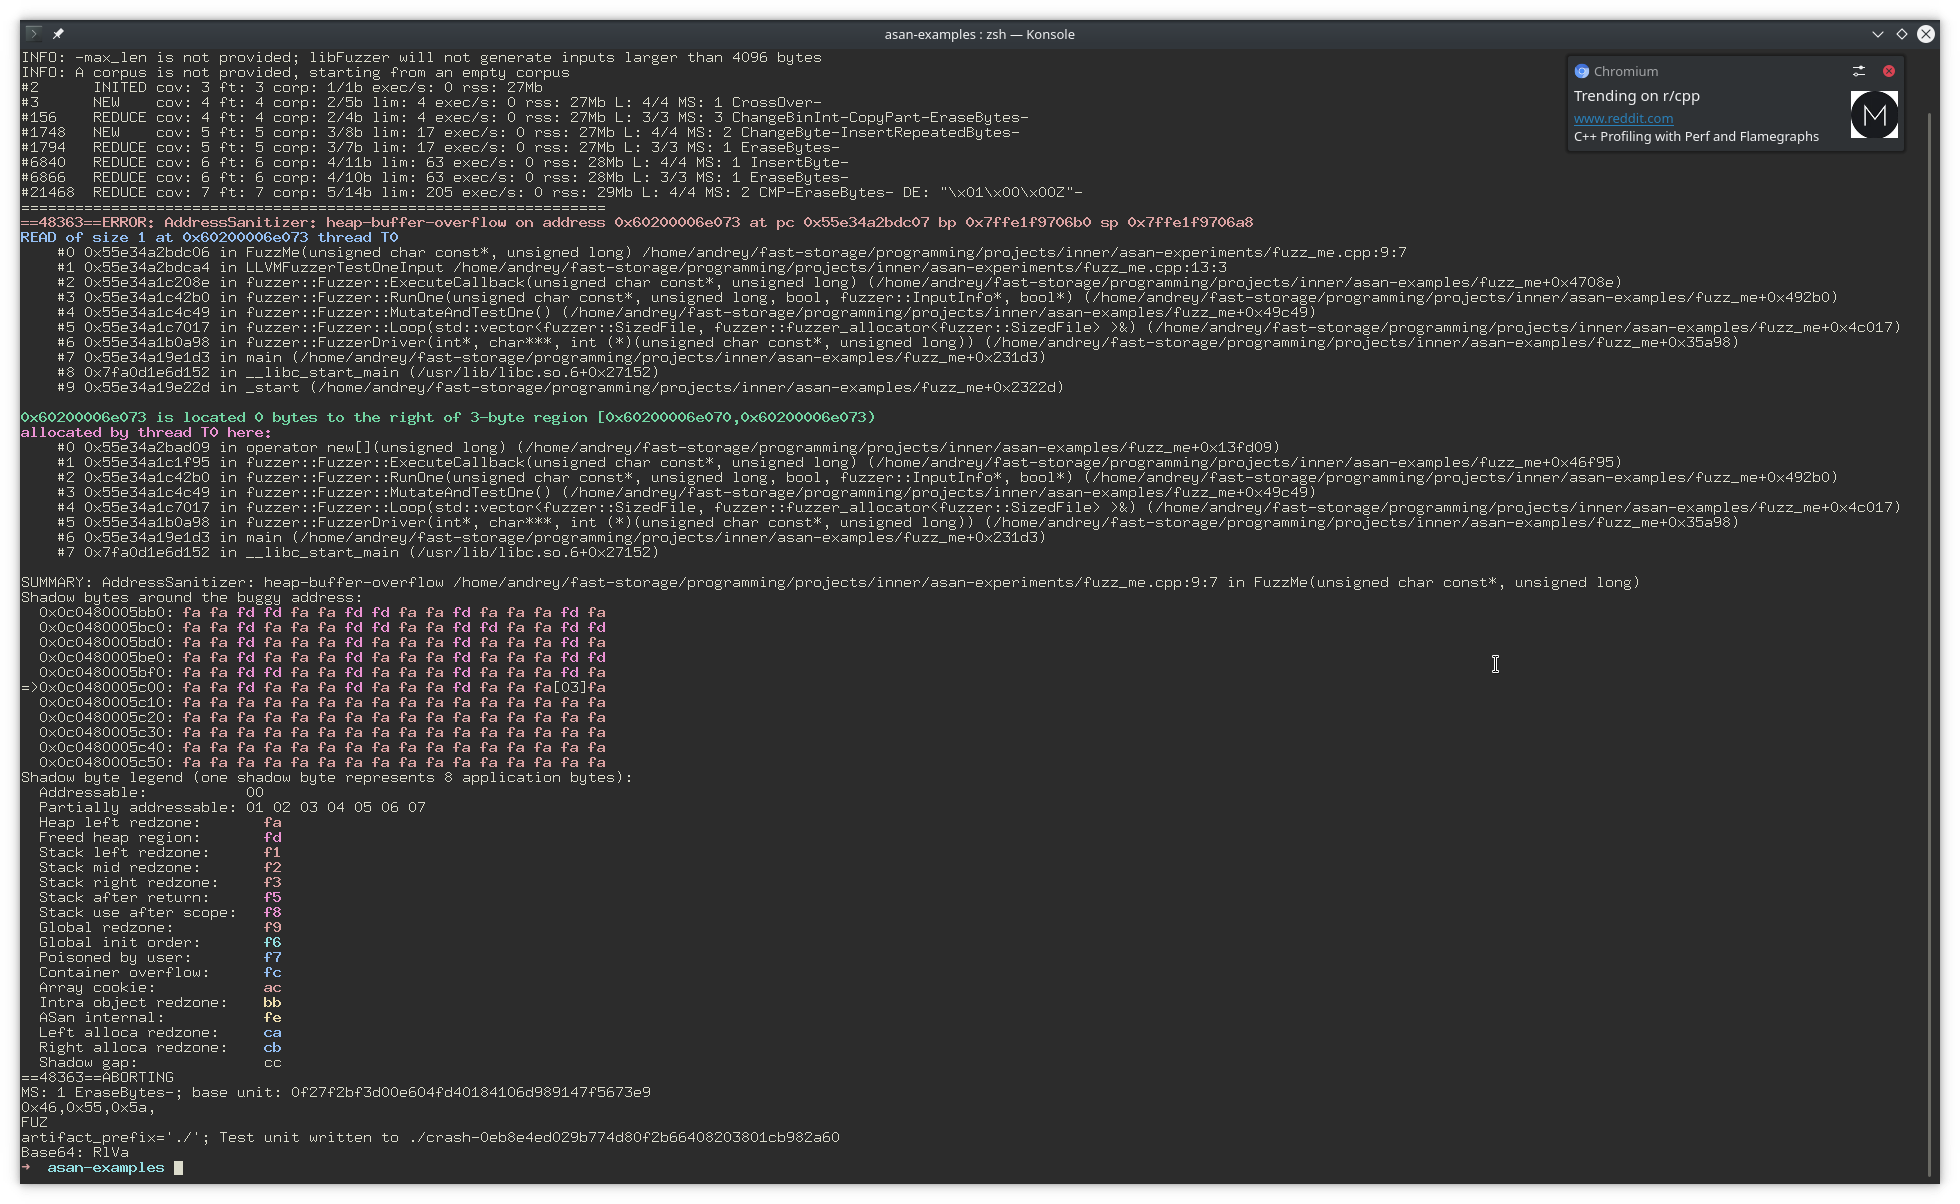 asan-examples : zsh — Konsole
INFO: -max_len is not provided; libFuzzer will not generate inputs larger than 4096 bytes
INFO: A corpus is not provided, starting from an empty corpus
#2      INITED cov: 3 ft: 3 corp: 1/1b exec/s: 0 rss: 27Mb
#3      NEW    cov: 4 ft: 4 corp: 2/5b lim: 4 exec/s: 0 rss: 27Mb L: 4/4 MS: 1 CrossOver-
#156    REDUCE cov: 4 ft: 4 corp: 2/4b lim: 4 exec/s: 0 rss: 27Mb L: 3/3 MS: 3 ChangeBinInt-CopyPart-EraseBytes-
#1748   NEW    cov: 5 ft: 5 corp: 3/8b lim: 17 exec/s: 0 rss: 27Mb L: 4/4 MS: 2 ChangeByte-InsertRepeatedBytes-
#1794   REDUCE cov: 5 ft: 5 corp: 3/7b lim: 17 exec/s: 0 rss: 27Mb L: 3/3 MS: 1 EraseBytes-
#6840   REDUCE cov: 6 ft: 6 corp: 4/11b lim: 63 exec/s: 0 rss: 28Mb L: 4/4 MS: 1 InsertByte-
#6866   REDUCE cov: 6 ft: 6 corp: 4/10b lim: 63 exec/s: 0 rss: 28Mb L: 3/3 MS: 1 EraseBytes-
#21468  REDUCE cov: 7 ft: 7 corp: 5/14b lim: 205 exec/s: 0 rss: 29Mb L: 4/4 MS: 2 CMP-EraseBytes- DE: "\x01\x00\x00Z"-
=================================================================
==48363==ERROR: AddressSanitizer: heap-buffer-overflow on address 0x60200006e073 at pc 0x55e34a2bdc07 bp 0x7ffe1f9706b0 sp 0x7ffe1f9706a8
READ of size 1 at 0x60200006e073 thread T0
    #0 0x55e34a2bdc06 in FuzzMe(unsigned char const*, unsigned long) /home/andrey/fast-storage/programming/projects/inner/asan-experiments/fuzz_me.cpp:9:7
    #1 0x55e34a2bdca4 in LLVMFuzzerTestOneInput /home/andrey/fast-storage/programming/projects/inner/asan-experiments/fuzz_me.cpp:13:3
    #2 0x55e34a1c208e in fuzzer::Fuzzer::ExecuteCallback(unsigned char const*, unsigned long) (/home/andrey/fast-storage/programming/projects/inner/asan-examples/fuzz_me+0x4708e)
    #3 0x55e34a1c42b0 in fuzzer::Fuzzer::RunOne(unsigned char const*, unsigned long, bool, fuzzer::InputInfo*, bool*) (/home/andrey/fast-storage/programming/projects/inner/asan-examples/fuzz_me+0x492b0)
    #4 0x55e34a1c4c49 in fuzzer::Fuzzer::MutateAndTestOne() (/home/andrey/fast-storage/programming/projects/inner/asan-examples/fuzz_me+0x49c49)
    #5 0x55e34a1c7017 in fuzzer::Fuzzer::Loop(std::vector<fuzzer::SizedFile, fuzzer::fuzzer_allocator<fuzzer::SizedFile> >&) (/home/andrey/fast-storage/programming/projects/inner/asan-examples/fuzz_me+0x4c017)
    #6 0x55e34a1b0a98 in fuzzer::FuzzerDriver(int*, char***, int (*)(unsigned char const*, unsigned long)) (/home/andrey/fast-storage/programming/projects/inner/asan-examples/fuzz_me+0x35a98)
    #7 0x55e34a19e1d3 in main (/home/andrey/fast-storage/programming/projects/inner/asan-examples/fuzz_me+0x231d3)
    #8 0x7fa0d1e6d152 in __libc_start_main (/usr/lib/libc.so.6+0x27152)
    #9 0x55e34a19e22d in _start (/home/andrey/fast-storage/programming/projects/inner/asan-examples/fuzz_me+0x2322d)
0x60200006e073 is located 0 bytes to the right of 3-byte region [0x60200006e070,0x60200006e073)
allocated by thread T0 here:
    #0 0x55e34a2bad09 in operator new[](unsigned long) (/home/andrey/fast-storage/programming/projects/inner/asan-examples/fuzz_me+0x13fd09)
    #1 0x55e34a1c1f95 in fuzzer::Fuzzer::ExecuteCallback(unsigned char const*, unsigned long) (/home/andrey/fast-storage/programming/projects/inner/asan-examples/fuzz_me+0x46f95)
    #2 0x55e34a1c42b0 in fuzzer::Fuzzer::RunOne(unsigned char const*, unsigned long, bool, fuzzer::InputInfo*, bool*) (/home/andrey/fast-storage/programming/projects/inner/asan-examples/fuzz_me+0x492b0)
    #3 0x55e34a1c4c49 in fuzzer::Fuzzer::MutateAndTestOne() (/home/andrey/fast-storage/programming/projects/inner/asan-examples/fuzz_me+0x49c49)
    #4 0x55e34a1c7017 in fuzzer::Fuzzer::Loop(std::vector<fuzzer::SizedFile, fuzzer::fuzzer_allocator<fuzzer::SizedFile> >&) (/home/andrey/fast-storage/programming/projects/inner/asan-examples/fuzz_me+0x4c017)
    #5 0x55e34a1b0a98 in fuzzer::FuzzerDriver(int*, char***, int (*)(unsigned char const*, unsigned long)) (/home/andrey/fast-storage/programming/projects/inner/asan-examples/fuzz_me+0x35a98)
    #6 0x55e34a19e1d3 in main (/home/andrey/fast-storage/programming/projects/inner/asan-examples/fuzz_me+0x231d3)
    #7 0x7fa0d1e6d152 in __libc_start_main (/usr/lib/libc.so.6+0x27152)
SUMMARY: AddressSanitizer: heap-buffer-overflow /home/andrey/fast-storage/programming/projects/inner/asan-experiments/fuzz_me.cpp:9:7 in FuzzMe(unsigned char const*, unsigned long)
Shadow bytes around the buggy address:
  0x0c0480005bb0: fa fa fd fd fa fa fd fd fa fa fd fa fa fa fd fa
  0x0c0480005bc0: fa fa fd fa fa fa fd fd fa fa fd fd fa fa fd fd
  0x0c0480005bd0: fa fa fd fa fa fa fd fa fa fa fd fa fa fa fd fa
  0x0c0480005be0: fa fa fd fa fa fa fd fa fa fa fd fa fa fa fd fd
  0x0c0480005bf0: fa fa fd fd fa fa fd fd fa fa fd fd fa fa fd fa
=>0x0c0480005c00: fa fa fd fa fa fa fd fa fa fa fd fa fa fa[03]fa
  0x0c0480005c10: fa fa fa fa fa fa fa fa fa fa fa fa fa fa fa fa
  0x0c0480005c20: fa fa fa fa fa fa fa fa fa fa fa fa fa fa fa fa
  0x0c0480005c30: fa fa fa fa fa fa fa fa fa fa fa fa fa fa fa fa
  0x0c0480005c40: fa fa fa fa fa fa fa fa fa fa fa fa fa fa fa fa
  0x0c0480005c50: fa fa fa fa fa fa fa fa fa fa fa fa fa fa fa fa
Shadow byte legend (one shadow byte represents 8 application bytes):
  Addressable:           00
  Partially addressable: 01 02 03 04 05 06 07
  Heap left redzone:       fa
  Freed heap region:       fd
  Stack left redzone:      f1
  Stack mid redzone:       f2
  Stack right redzone:     f3
  Stack after return:      f5
  Stack use after scope:   f8
  Global redzone:          f9
  Global init order:       f6
  Poisoned by user:        f7
  Container overflow:      fc
  Array cookie:            ac
  Intra object redzone:    bb
  ASan internal:           fe
  Left alloca redzone:     ca
  Right alloca redzone:    cb
  Shadow gap:              cc
==48363==ABORTING
MS: 1 EraseBytes-; base unit: 0f27f2bf3d00e604fd40184106d989147f5673e9
0x46,0x55,0x5a,
FUZ
artifact_prefix='./'; Test unit written to ./crash-0eb8e4ed029b774d80f2b66408203801cb982a60
Base64: RlVa
➜  asan-examples
Chromium
Trending on r/cpp
www.reddit.com
C++ Profiling with Perf and Flamegraphs
M